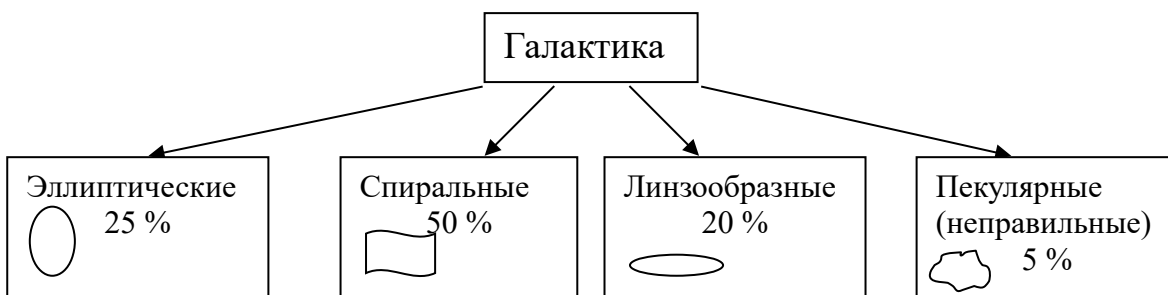 Галактика
Эллиптические
25 %
Спиральные
50 %
Линзообразные
20 %
Пекулярные
(неправильные)
5 %